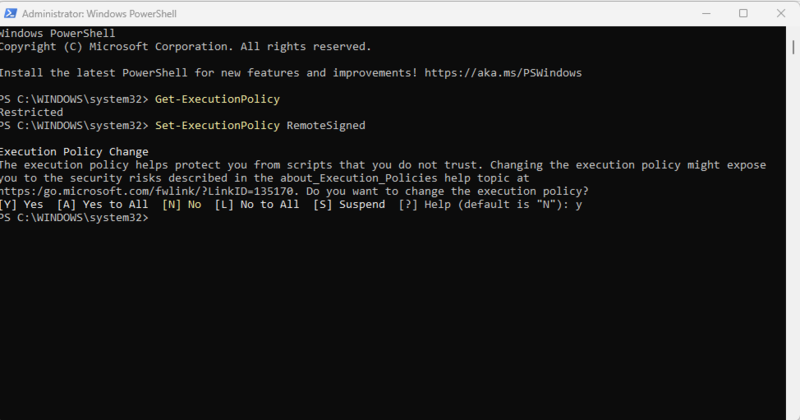 Administrator: Windows PowerShell
Windows PowerShell
Copyright (C) Microsoft Corporation. All rights reserved.
Install the latest PowerShell for new features and improvements! https://aka.ms/PSWindows
PS C:\WINDOWS\system32> Get-ExecutionPolicy
Restricted
PS C:\WINDOWS\system32> Set-ExecutionPolicy RemoteSigned
Execution Policy Change
The execution policy helps protect you from scripts that you do not trust. Changing the execution policy might expose
you to the security risks described in the about_Execution_Policies help topic at
https:/go.microsoft.com/fwlink/?LinkID=135170. Do you want to change the execution policy?
[Y] Yes  [A] Yes to All  [N] No  [L] No to All  [S] Suspend  [?] Help (default is "N"): y
PS C:\WINDOWS\system32>